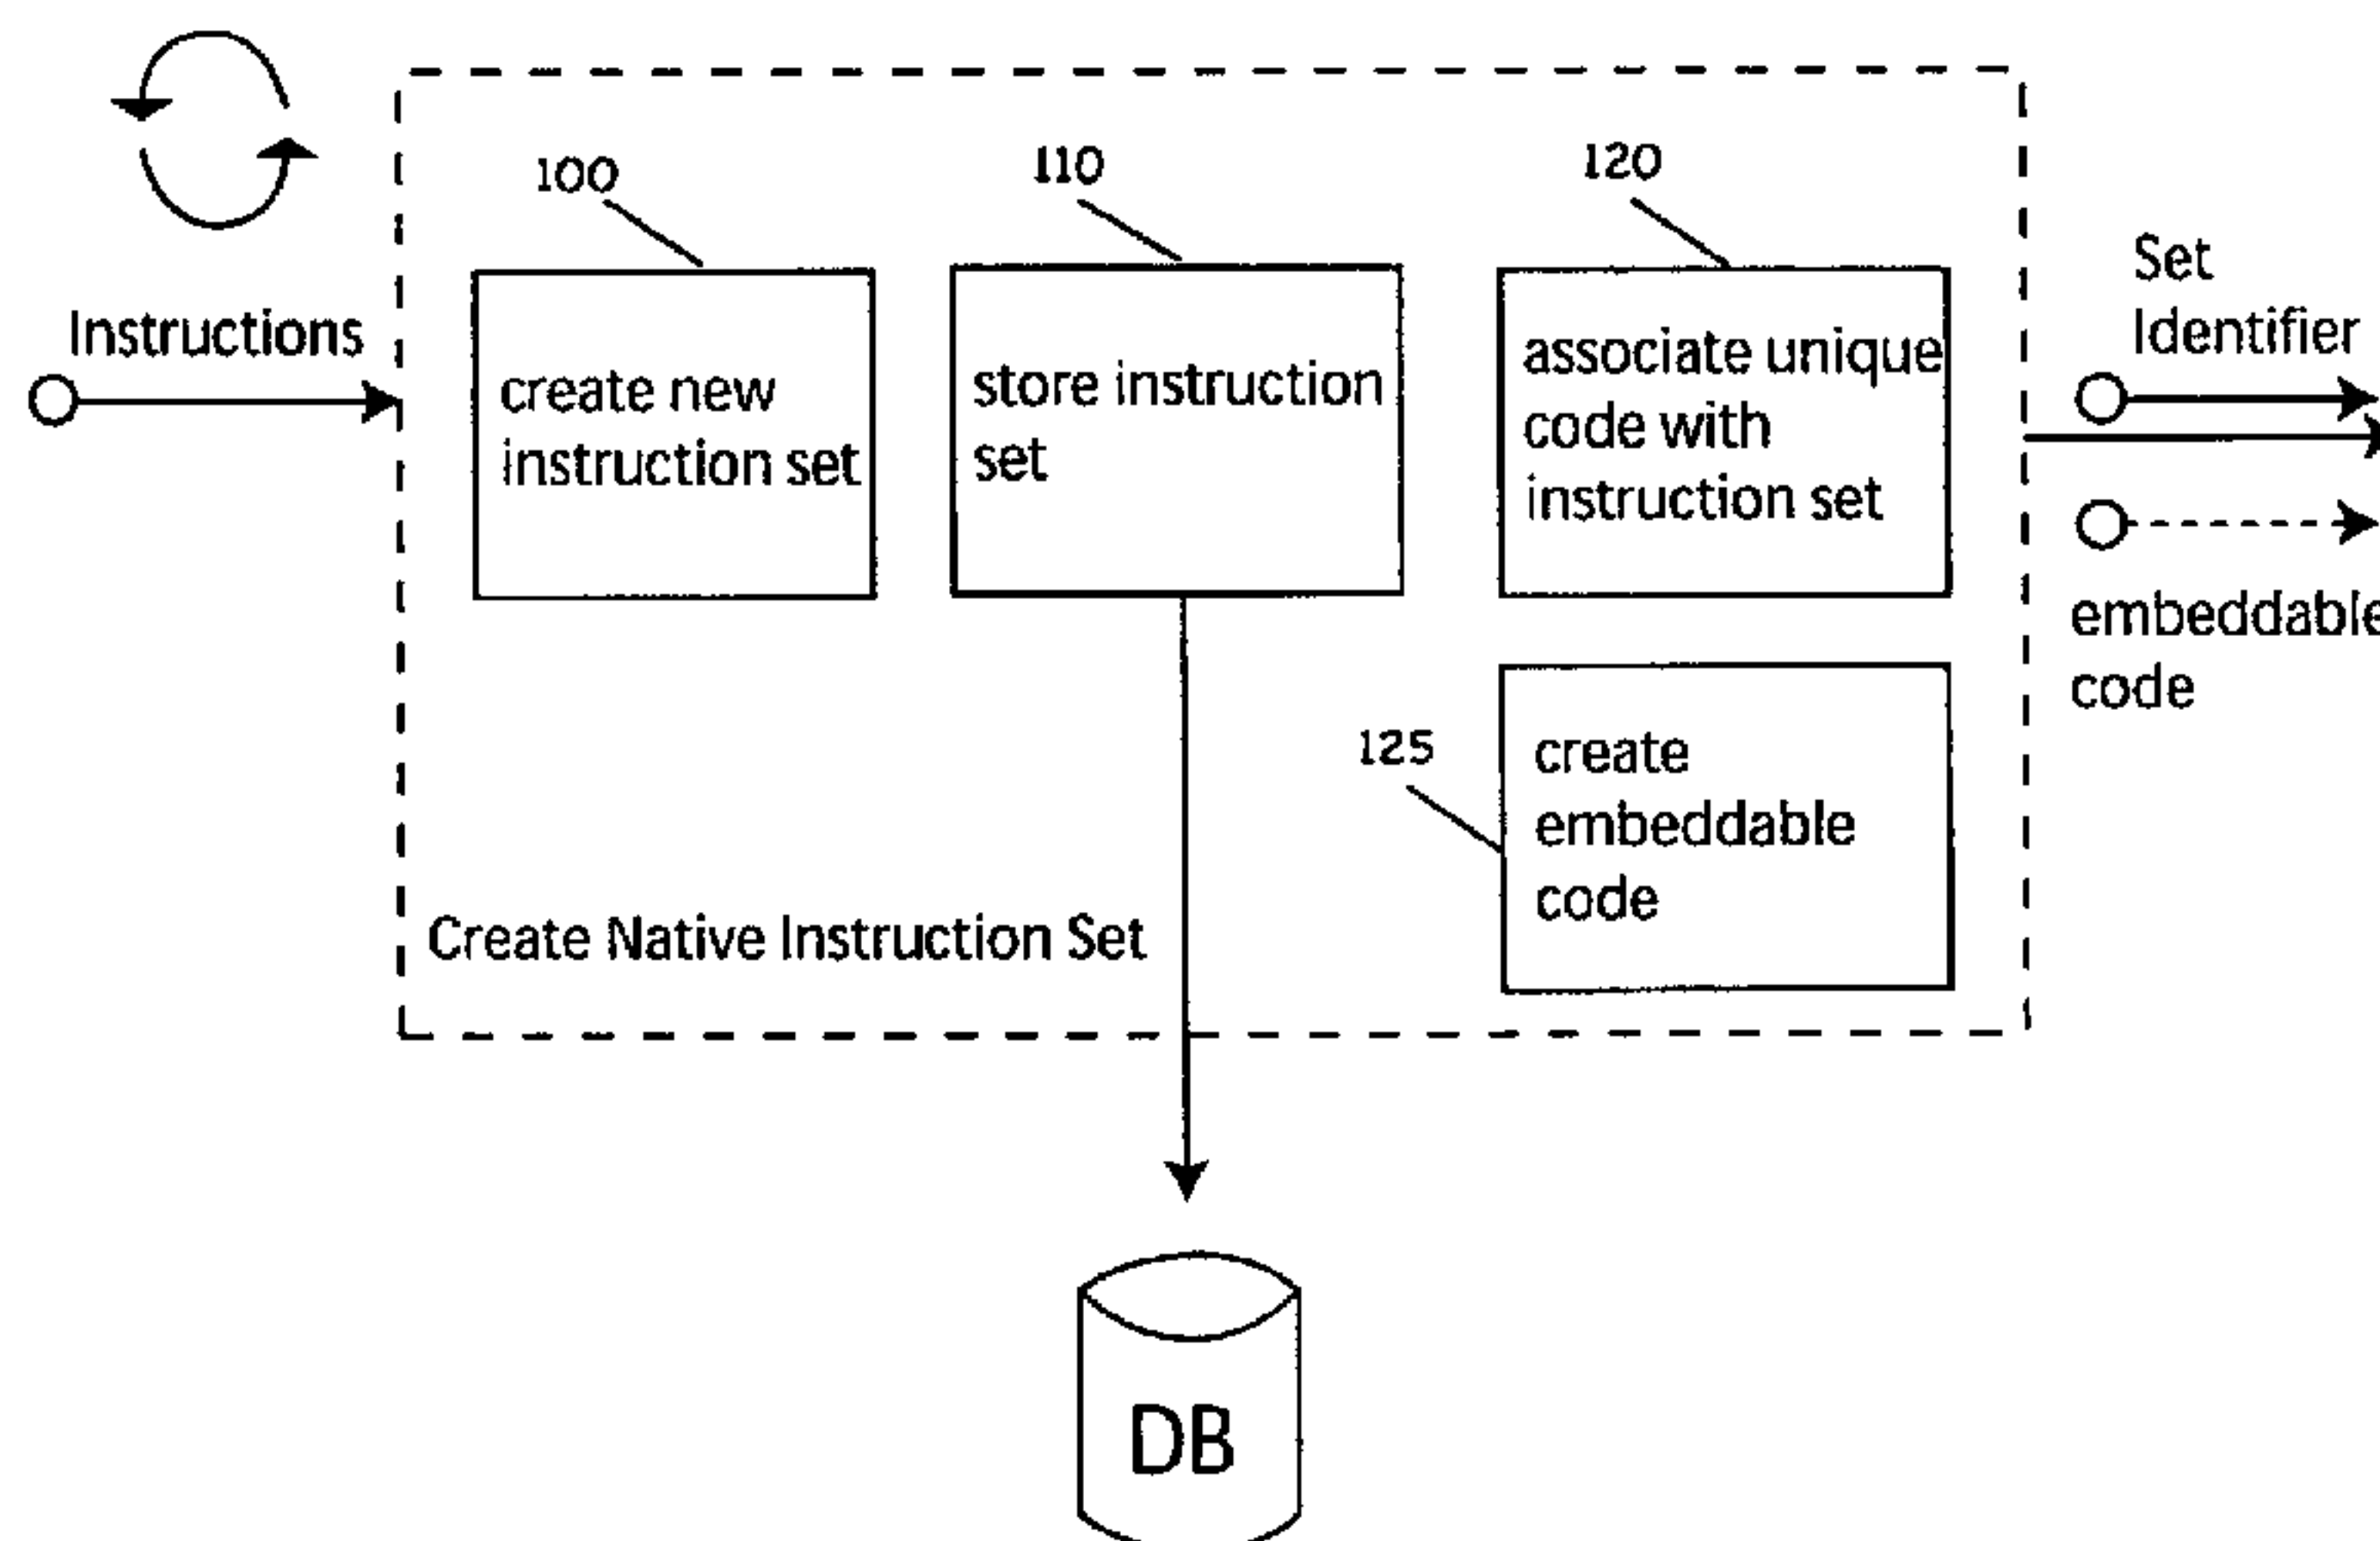 100
110
120
Set
Identifier
Instructions
create new
instruction set
store instruction
set
associate unique
code with
instruction set
embeddable
code
125
create
embeddable
code
Create Native Instruction Set
DB